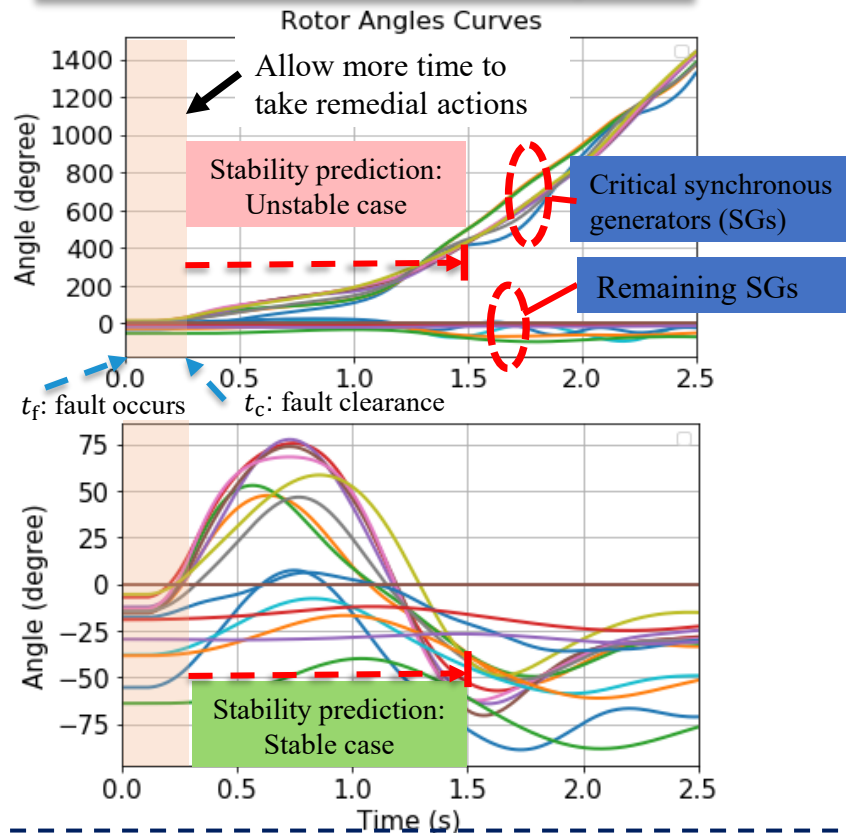 Rotor Angles Curves
Allow more time to
take remedial actions
Angle (degree)
1400
1200
1000
800
600
400
200
0
Stability prediction:
Unstable case
Critical synchronous
generators (SGs)
Remaining SGs
0.0 0.5 1.0 1.5 2.0 2.5
t_f: fault occurs
t_c: fault clearance
Angle (degree)
75
50
25
0
−25
−50
−75
Stability prediction:
Stable case
0.0 0.5 1.0 1.5 2.0 2.5
Time (s)